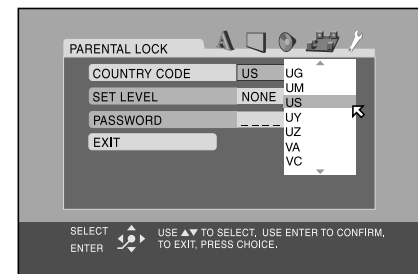 PARENTAL LOCK
COUNTRY CODE US
SET LEVEL NONE
PASSWORD _ _ _ _
EXIT
UG
UM
US
UY
UZ
VA
VC
SELECT
ENTER
USE ▲▼ TO SELECT, USE ENTER TO CONFIRM,
TO EXIT, PRESS CHOICE.